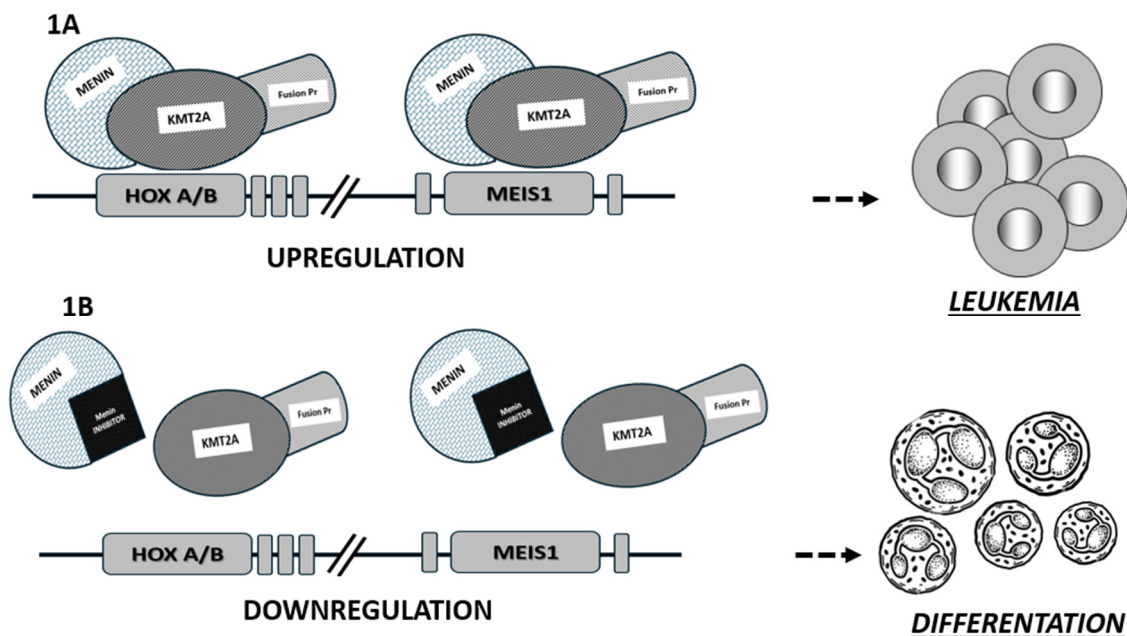 1A
MENIN
KMT2A
Fusion Pr
MENIN
KMT2A
Fusion Pr
HOX A/B
MEIS1
UPREGULATION
LEUKEMIA
1B
MENIN
Menin
INHIBITOR
KMT2A
Fusion Pr
MENIN
Menin
INHIBITOR
KMT2A
Fusion Pr
HOX A/B
MEIS1
DOWNREGULATION
DIFFERENTATION